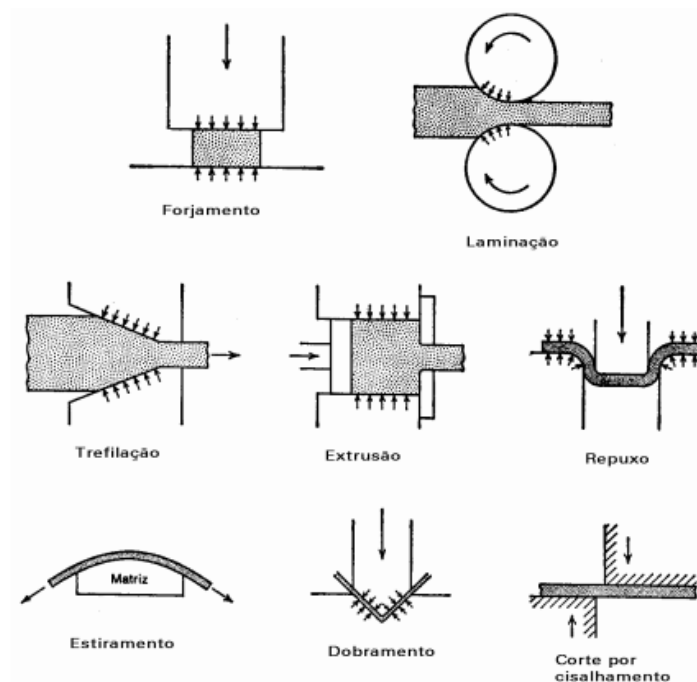 Forjamento
Laminação
Trefilação
Extrusão
Repuxo
Matriz
Estiramento
Dobramento
Corte por
cisalhamento